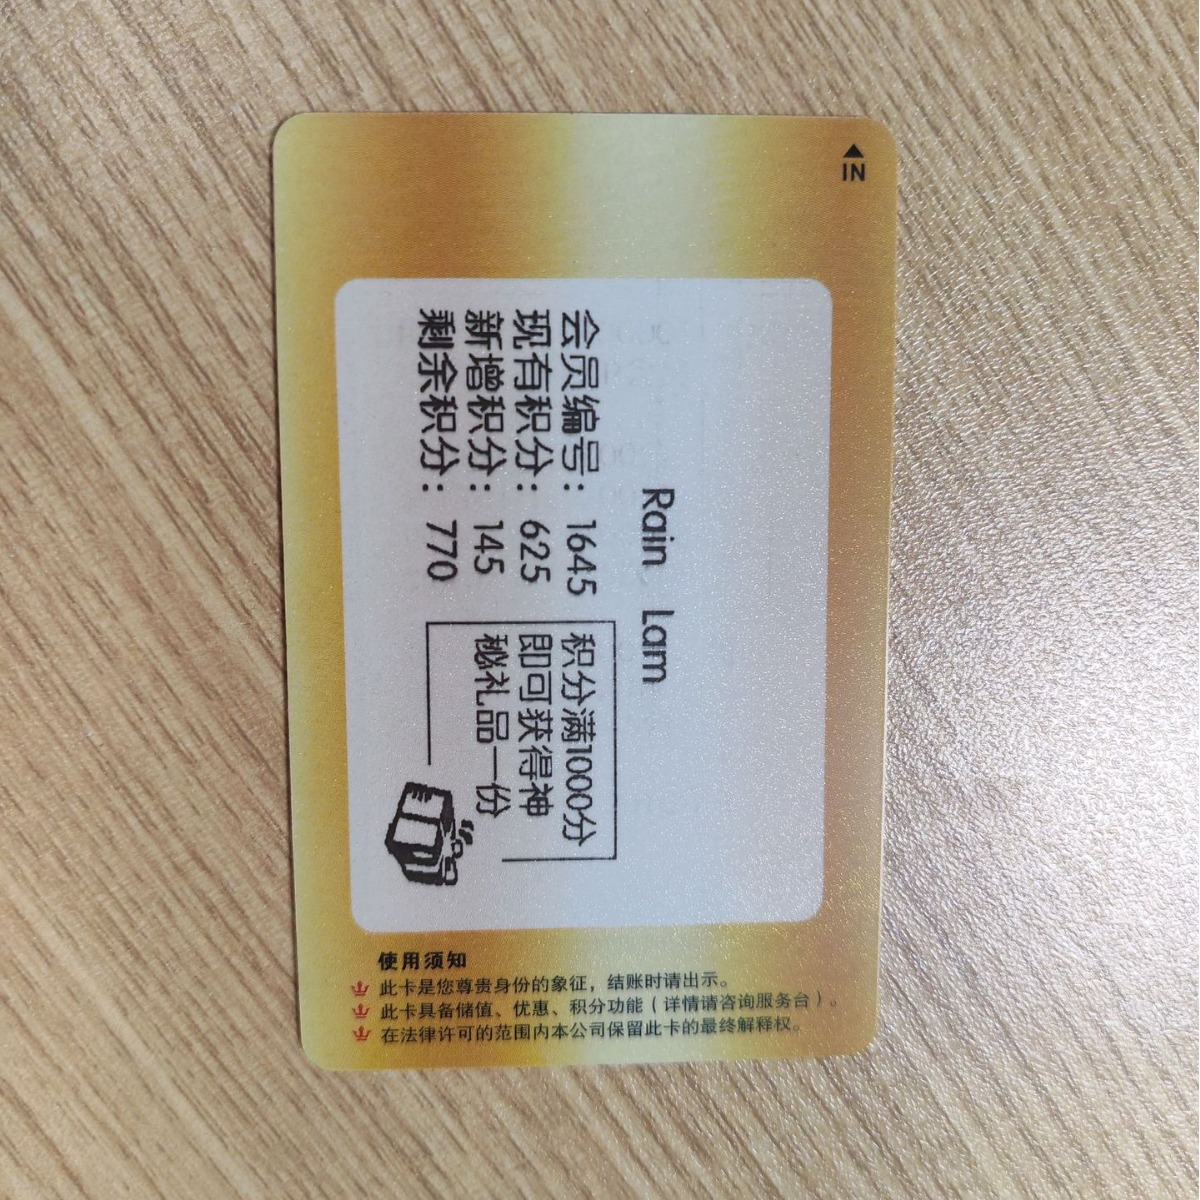 IN
Rain Lam
会员编号：1645
现有积分：625
新增积分：145
剩余积分：770
积分满1000分
即可获得神
秘礼品一份
使用须知
此卡是您尊贵身份的象征，结账时请出示。
此卡具备储值、优惠、积分功能（详情请咨询服务台）。
在法律许可的范围内本公司保留此卡的最终解释权。